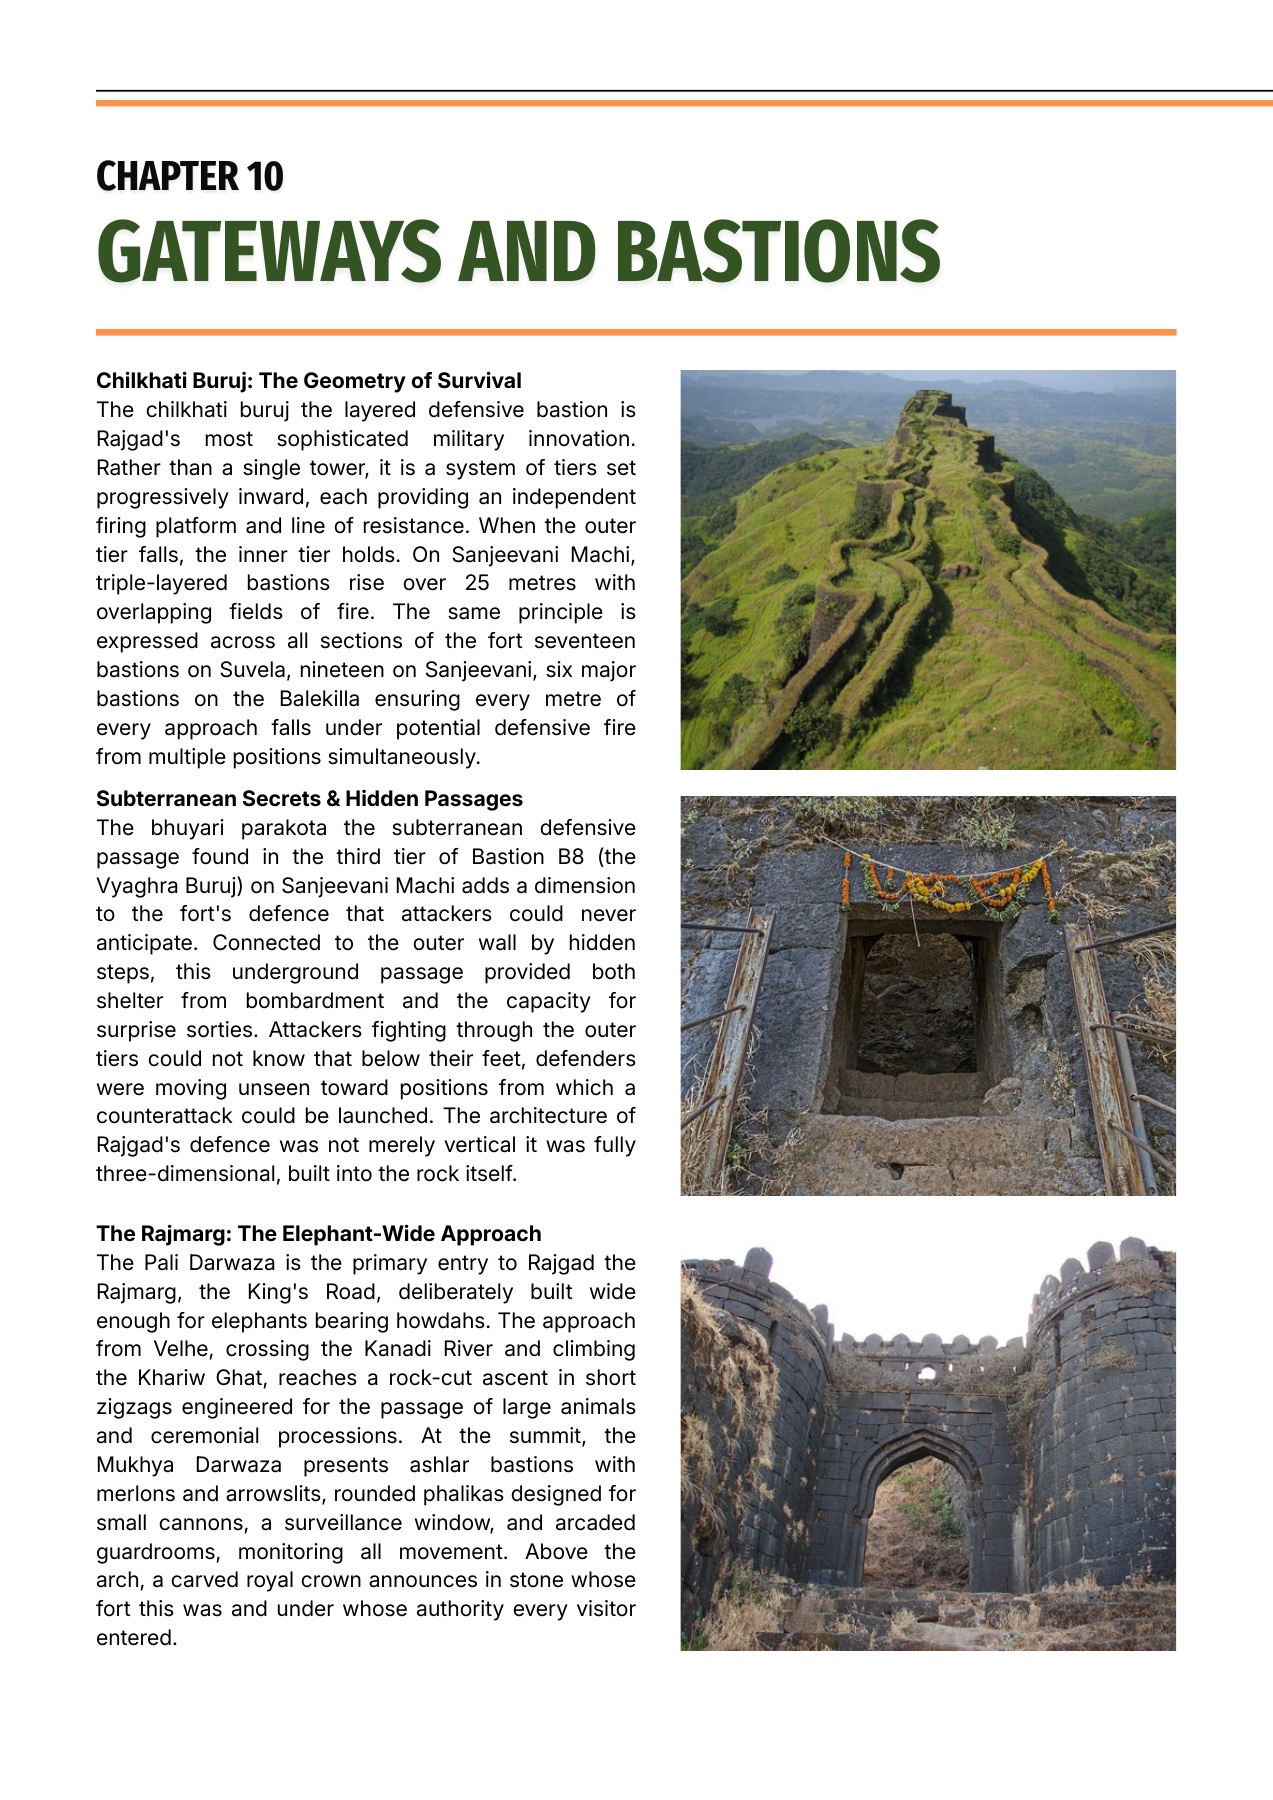 CHAPTER 10
GATEWAYS AND BASTIONS
Chilkhati Buruj: The Geometry of Survival
The chilkhati buruj the layered defensive bastion is
Rajgad's most sophisticated military innovation.
Rather than a single tower, it is a system of tiers set
progressively inward, each providing an independent
firing platform and line of resistance. When the outer
tier falls, the inner tier holds. On Sanjeevani Machi,
triple-layered bastions rise over 25 metres with
overlapping fields of fire. The same principle is
expressed across all sections of the fort seventeen
bastions on Suvela, nineteen on Sanjeevani, six major
bastions on the Balekilla ensuring every metre of
every approach falls under potential defensive fire
from multiple positions simultaneously.
Subterranean Secrets & Hidden Passages
The bhuyari parakota the subterranean defensive
passage found in the third tier of Bastion B8 (the
Vyaghra Buruj) on Sanjeevani Machi adds a dimension
to the fort's defence that attackers could never
anticipate. Connected to the outer wall by hidden
steps, this underground passage provided both
shelter from bombardment and the capacity for
surprise sorties. Attackers fighting through the outer
tiers could not know that below their feet, defenders
were moving unseen toward positions from which a
counterattack could be launched. The architecture of
Rajgad's defence was not merely vertical it was fully
three-dimensional, built into the rock itself.
The Rajmarg: The Elephant-Wide Approach
The Pali Darwaza is the primary entry to Rajgad the
Rajmarg, the King's Road, deliberately built wide
enough for elephants bearing howdahs. The approach
from Velhe, crossing the Kanadi River and climbing
the Khariw Ghat, reaches a rock-cut ascent in short
zigzags engineered for the passage of large animals
and ceremonial processions. At the summit, the
Mukhya Darwaza presents ashlar bastions with
merlons and arrowslits, rounded phalikas designed for
small cannons, a surveillance window, and arcaded
guardrooms, monitoring all movement. Above the
arch, a carved royal crown announces in stone whose
fort this was and under whose authority every visitor
entered.